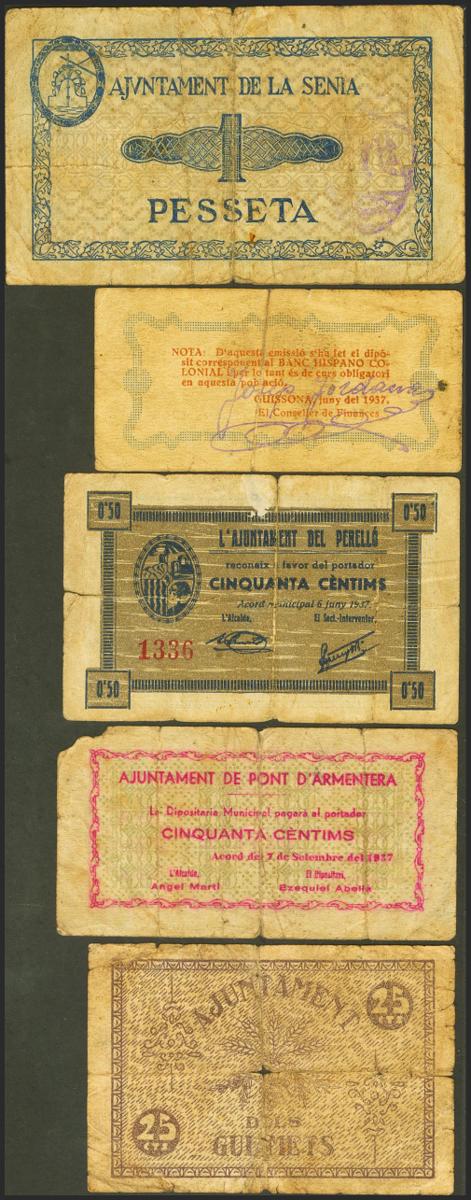 AJVNTAMENT DE LA SENIA
1
PESSETA
NOTA: D'aquesta emissió s'ha fet el dipò-
sit corresponent al BANC HISPANO CO-
LONIAL i per lo tant és de curs obligatori
en aquesta població.
GUISSONA, juny del 1937.
El Conseller de Finances
0'50
0'50
L'AJUNTAMENT DEL PERELLÓ
reconaix a favor del portador
CINQUANTA CÈNTIMS
Acord municipal 6 juny 1937.
L'Alcalde, El Sect.-Interventor,
1336
0'50
0'50
AJUNTAMENT DE PONT D'ARMENTERA
La Dipositaria Municipal pagará al portador
CINQUANTA CÈNTIMS
Acord de: 7 de Setembre del 1937
L'Alcalde, El Dipositari,
Angel Martí Ezequiel Abella
AJUNTAMENT
25
DELS
25
GUETIETS